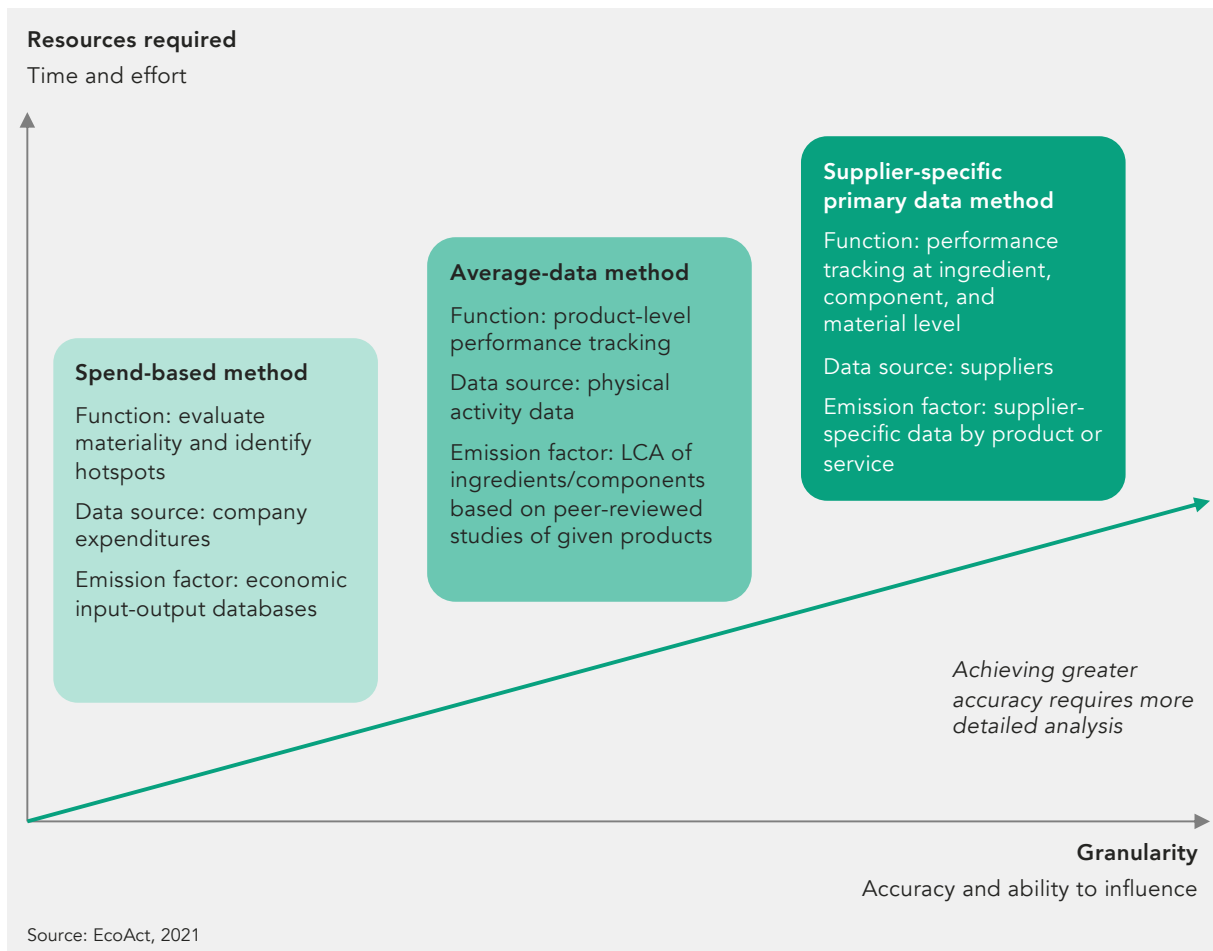 Resources required
Time and effort
Supplier-specific
primary data method
Function: performance
tracking at ingredient,
component, and
material level
Data source: suppliers
Emission factor: supplier-
specific data by product or
service
Average-data method
Function: product-level
performance tracking
Data source: physical
activity data
Emission factor: LCA of
ingredients/components
based on peer-reviewed
studies of given products
Spend-based method
Function: evaluate
materiality and identify
hotspots
Data source: company
expenditures
Emission factor: economic
input-output databases
Achieving greater
accuracy requires more
detailed analysis
Granularity
Accuracy and ability to influence
Source: EcoAct, 2021